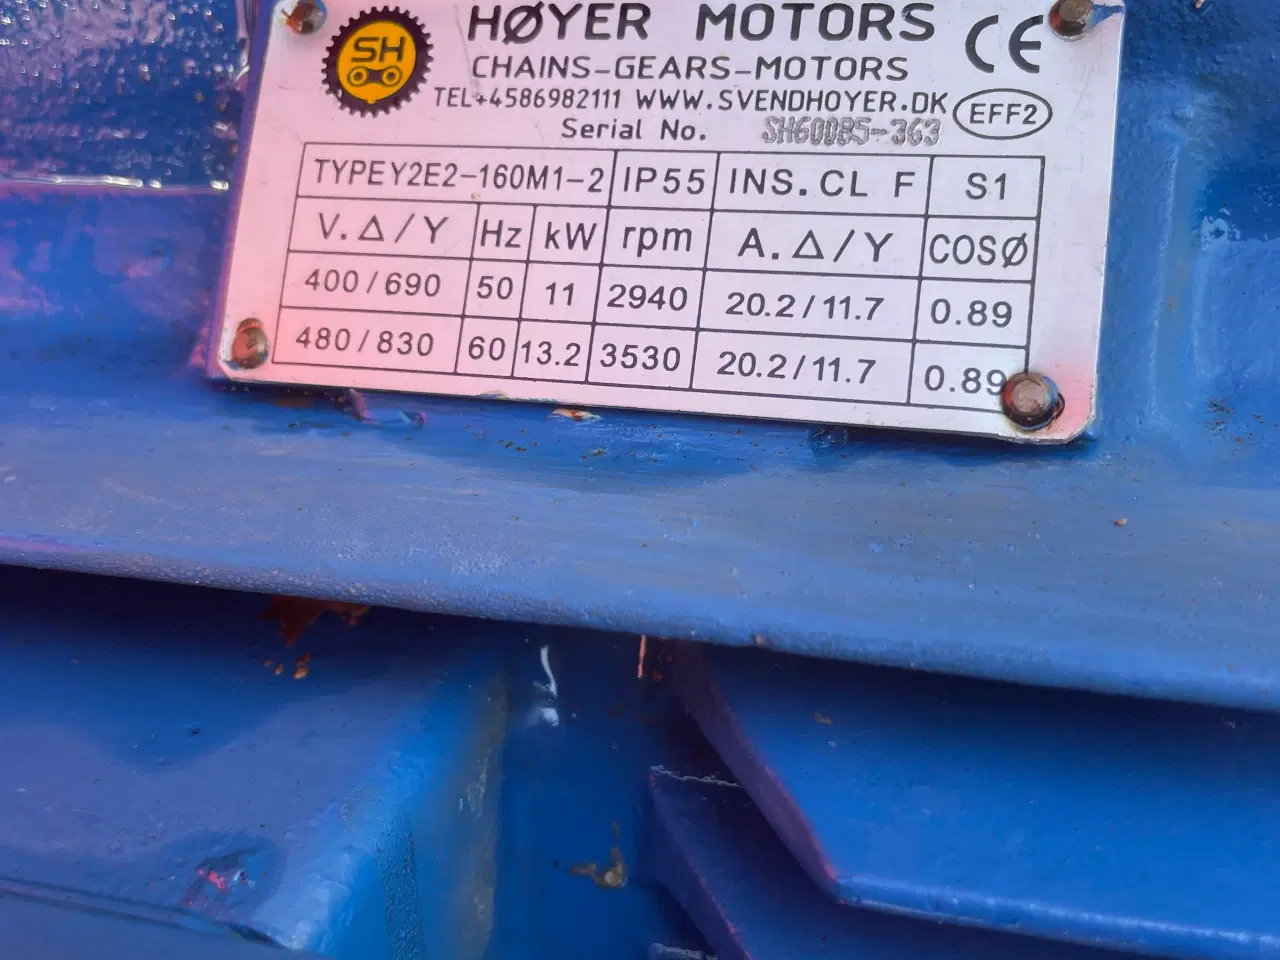 SH
HØYER MOTORS
CE
CHAINS-GEARS-MOTORS
TEL+4586982111 WWW.SVENDHOYER.DK
EFF2
Serial No. SH60085-363
TYPE Y2E2-160M1-2 IP55 INS.CL F S1
V.Δ/Y Hz kW rpm A.Δ/Y COSØ
400/690 50 11 2940 20.2/11.7 0.89
480/830 60 13.2 3530 20.2/11.7 0.89